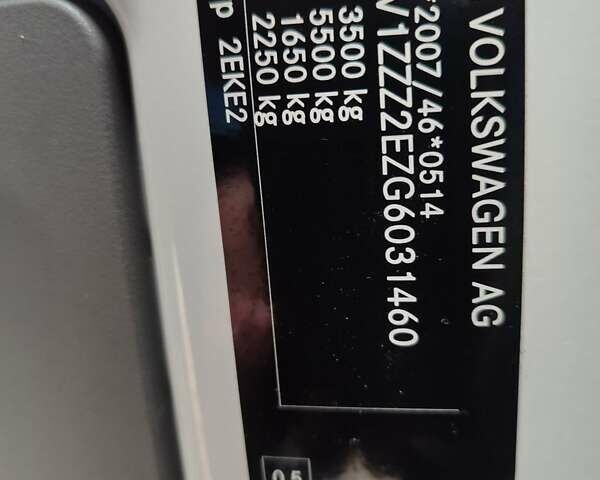 VOLKSWAGEN AG
*2007/46*0514
V1ZZZ2EZG6031460
3500 kg
5500 kg
1650 kg
2250 kg
p 2EKE2
05